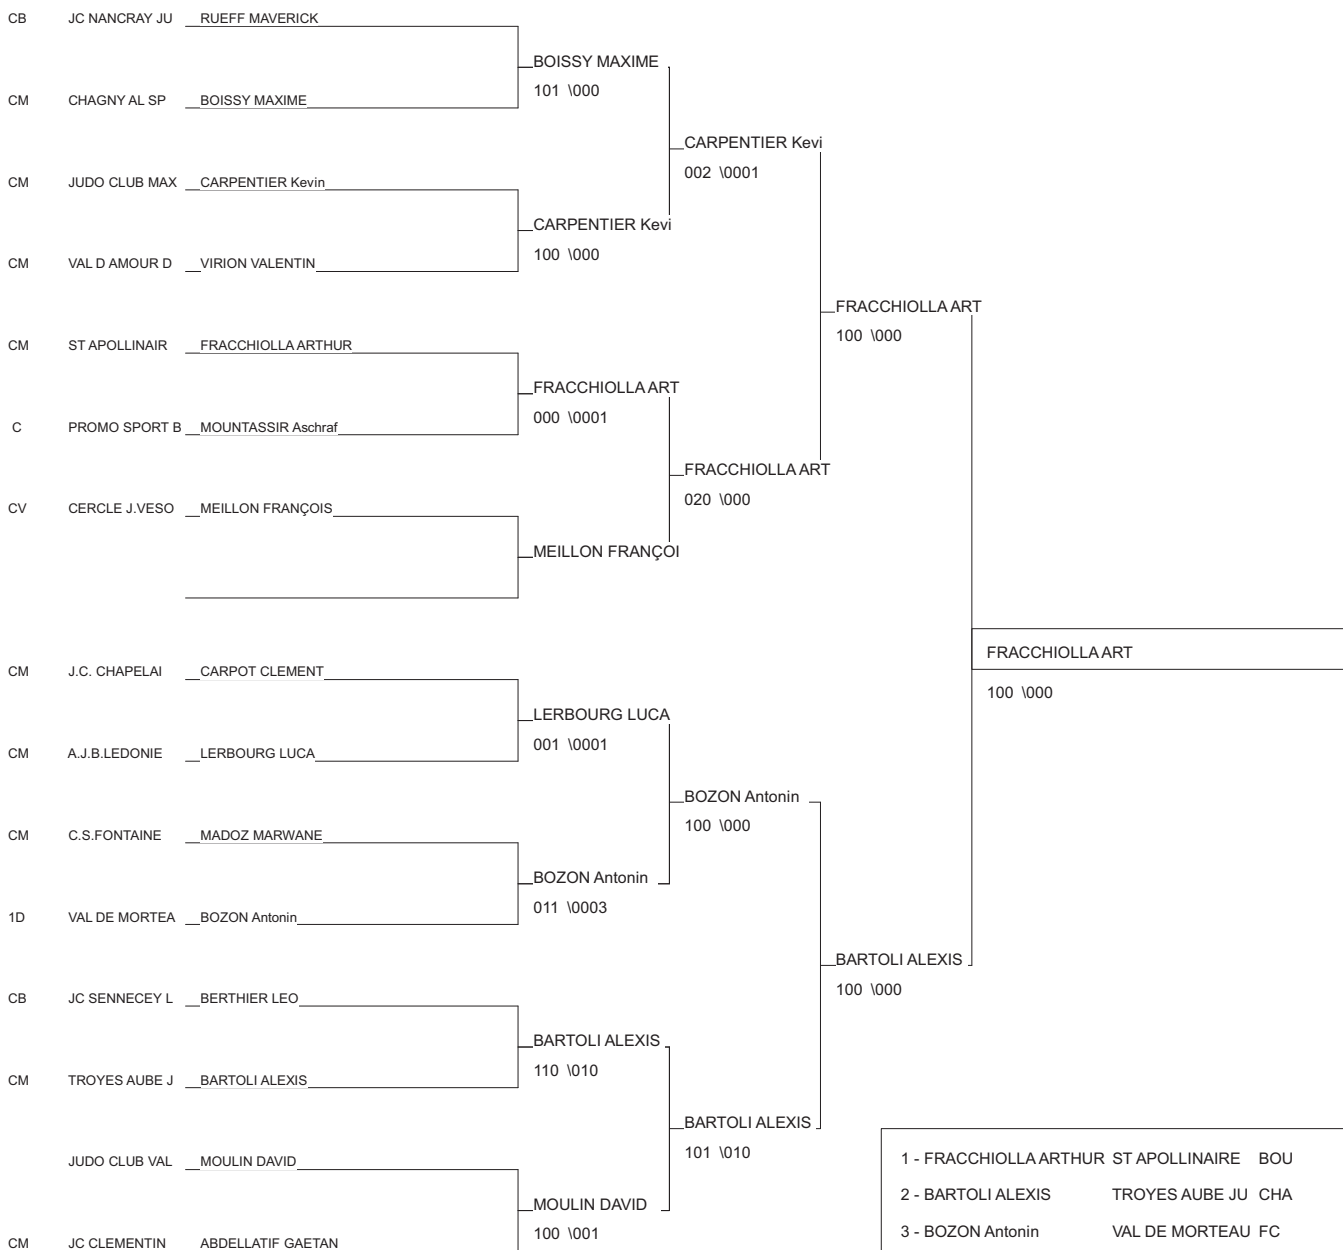 CB JC NANCRAY JU RUEFF MAVERICK
BOISSY MAXIME
101 \000
CM CHAGNY AL SP BOISSY MAXIME
CARPENTIER Kevi
002 \0001
CM JUDO CLUB MAX CARPENTIER Kevin
CARPENTIER Kevi
100 \000
CM VAL D AMOUR D VIRION VALENTIN
FRACCHIOLLA ART
100 \000
CM ST APOLLINAIR FRACCHIOLLA ARTHUR
FRACCHIOLLA ART
000 \0001
C PROMO SPORT B MOUNTASSIR Aschraf
FRACCHIOLLA ART
020 \000
CV CERCLE J.VESO MEILLON FRANÇOIS
MEILLON FRANÇOI
FRACCHIOLLA ART
100 \000
CM J.C. CHAPELAI CARPOT CLEMENT
LERBOURG LUCA
001 \0001
CM A.J.B.LEDONIE LERBOURG LUCA
BOZON Antonin
100 \000
CM C.S.FONTAINE MADOZ MARWANE
BOZON Antonin
011 \0003
1D VAL DE MORTEA BOZON Antonin
BARTOLI ALEXIS
100 \000
CB JC SENNECEY L BERTHIER LEO
BARTOLI ALEXIS
110 \010
CM TROYES AUBE J BARTOLI ALEXIS
BARTOLI ALEXIS
101 \010
JUDO CLUB VAL MOULIN DAVID
MOULIN DAVID
100 \001
CM JC CLEMENTIN ABDELLATIF GAETAN
1 - FRACCHIOLLA ARTHUR ST APOLLINAIRE BOU
2 - BARTOLI ALEXIS TROYES AUBE JU CHA
3 - BOZON Antonin VAL DE MORTEAU FC